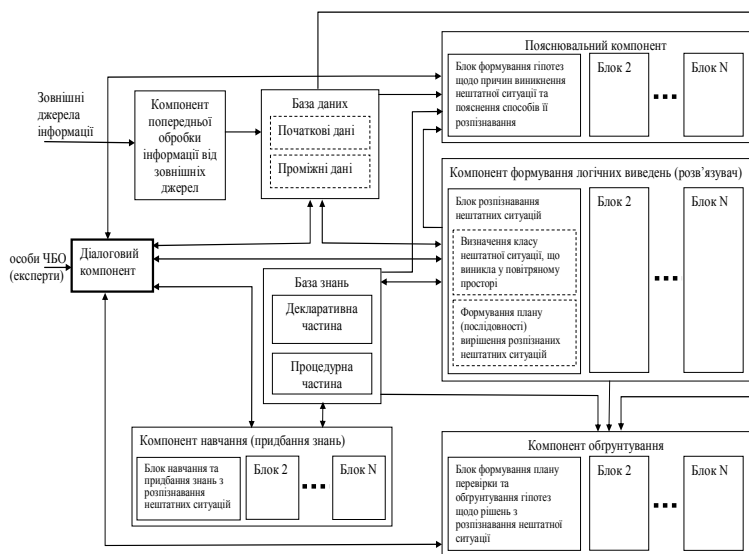 Пояснювальний компонент
Блок формування гіпотез
щодо причин виникнення
нештатної ситуації та
пояснення способів її
розпізнавання
Блок 2
Блок N
Зовнішні
джерела
інформації
Компонент
попередньої
обробки
інформації від
зовнішніх
джерел
База даних
Початкові дані
Проміжні дані
Компонент формування логічних виведень (розв’язувач)
Блок розпізнавання
нештатних ситуацій
Визначення класу
нештатної ситуації, що
виникла у повітряному
просторі
Формування плану
(послідовності)
вирішення розпізнаних
нештатних ситуацій
Блок 2
Блок N
особи ЧБО
(експерти)
Діалоговий
компонент
База знань
Декларативна
частина
Процедурна
частина
Компонент навчання (придбання знань)
Блок навчання та
придбання знань з
розпізнавання
нештатних ситуацій
Блок 2
Блок N
Компонент обґрунтування
Блок формування плану
перевірки та
обґрунтування гіпотез
щодо рішень з
розпізнавання нештатної
ситуації
Блок 2
Блок N